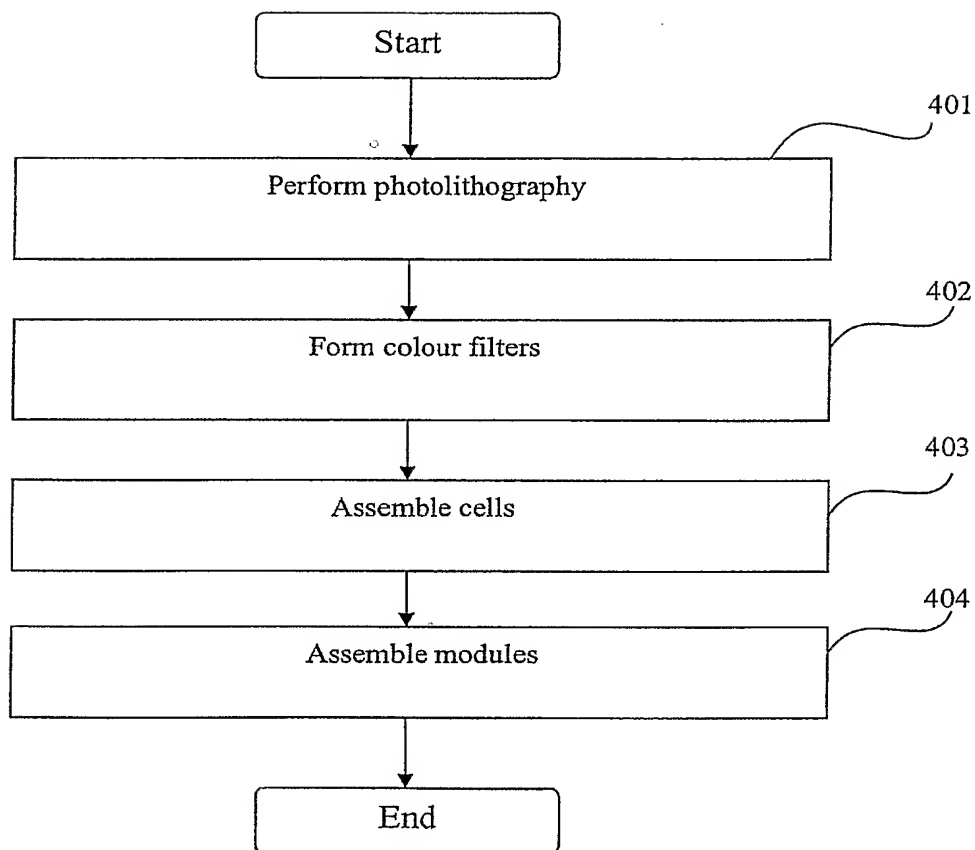 Start
401
Perform photolithography
402
Form colour filters
403
Assemble cells
404
Assemble modules
End